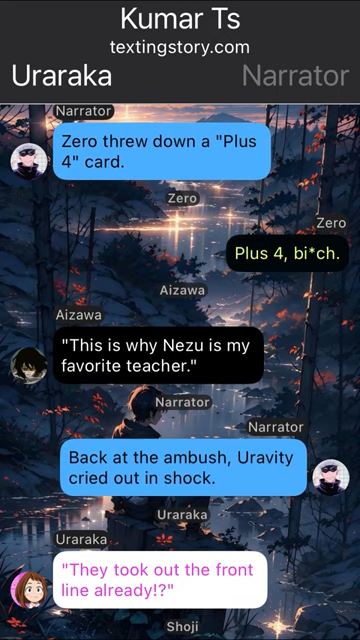 Kumar Ts
textingstory.com
Uraraka Narrator
Narrator
Zero threw down a "Plus
4" card.
Zero
Zero
Plus 4, bi*ch.
Aizawa
Aizawa
"This is why Nezu is my
favorite teacher."
Narrator
Narrator
Back at the ambush, Uravity
cried out in shock.
Uraraka
Uraraka
"They took out the front
line already!?"
Shoji